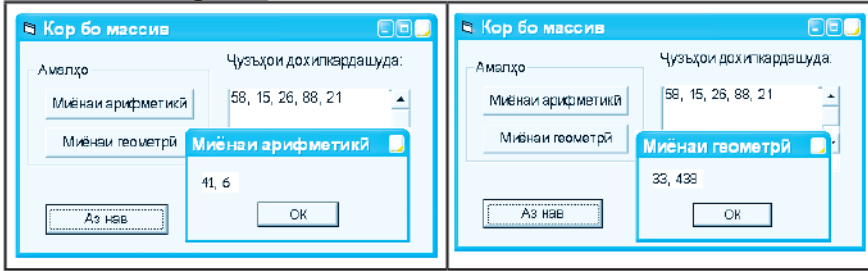 Кор бо массив
Амалҳо
Ҷузъҳои дохилкардашуда:
Миёнаи арифметикӣ
58, 15, 26, 88, 21
Миёнаи геометрӣ
Миёнаи арифметикӣ
41, 6
OK
Аз нав
Кор бо массив
Амалҳо
Ҷузъҳои дохилкардашуда:
Миёнаи арифметикӣ
58, 15, 26, 88, 21
Миёнаи геометрӣ
Миёнаи геометрӣ
33, 438
OK
Аз нав